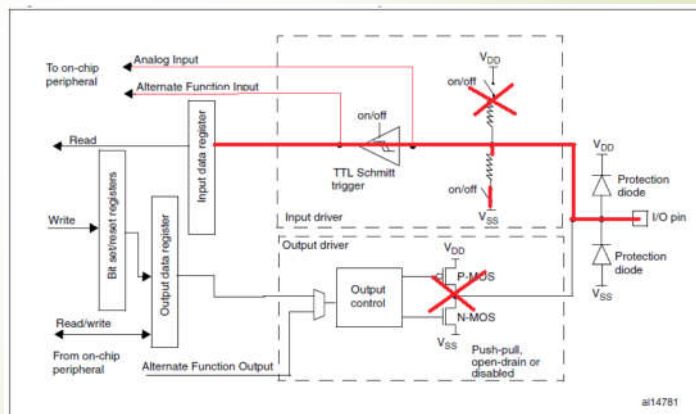 Analog Input
To on-chip
peripheral
Alternate Function Input
on/off
VDD
on/off
Read
Input data register
TTL Schmitt
trigger
on/off
VSS
Input driver
VDD
Protection
diode
I/O pin
Protection
diode
VSS
Write
Bit set/reset registers
Output data register
Output driver
VDD
P-MOS
Output
control
N-MOS
VSS
Push-pull,
open-drain or
disabled
Read/write
From on-chip
peripheral
Alternate Function Output
ai14781